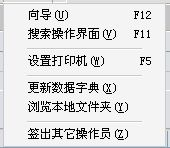 向导(U) F12
搜索操作界面(V) F11
设置打印机(W) F5
更新数据字典(X)
浏览本地文件夹(Y)
签出其它操作员(Z)